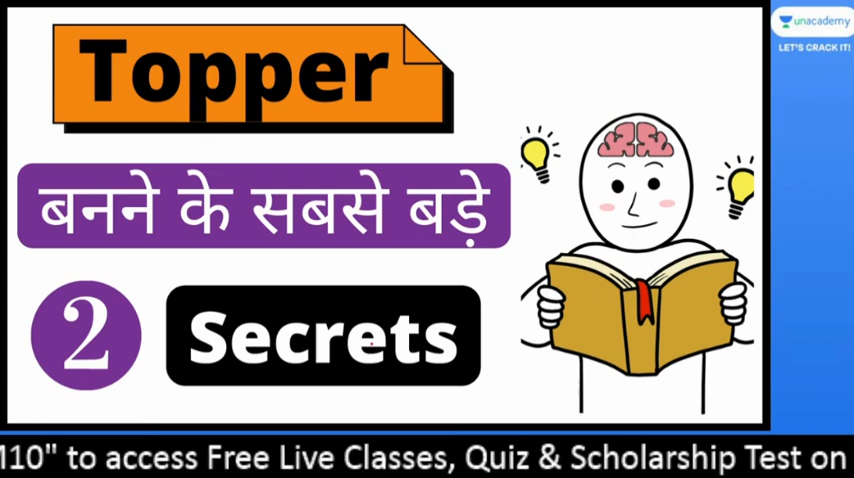 Topper
बनने के सबसे बड़े
2 Secrets
unacademy
LET'S CRACK IT!
10" to access Free Live Classes, Quiz & Scholarship Test on